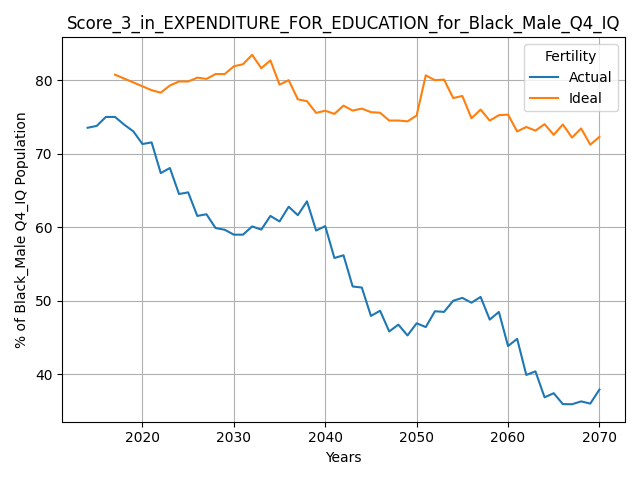 Score_3_in_EXPENDITURE_FOR_EDUCATION_for_Black_Male_Q4_IQ
Fertility
Actual
Ideal
80
70
60
50
40
% of Black_Male Q4_IQ Population
2020 2030 2040 2050 2060 2070
Years